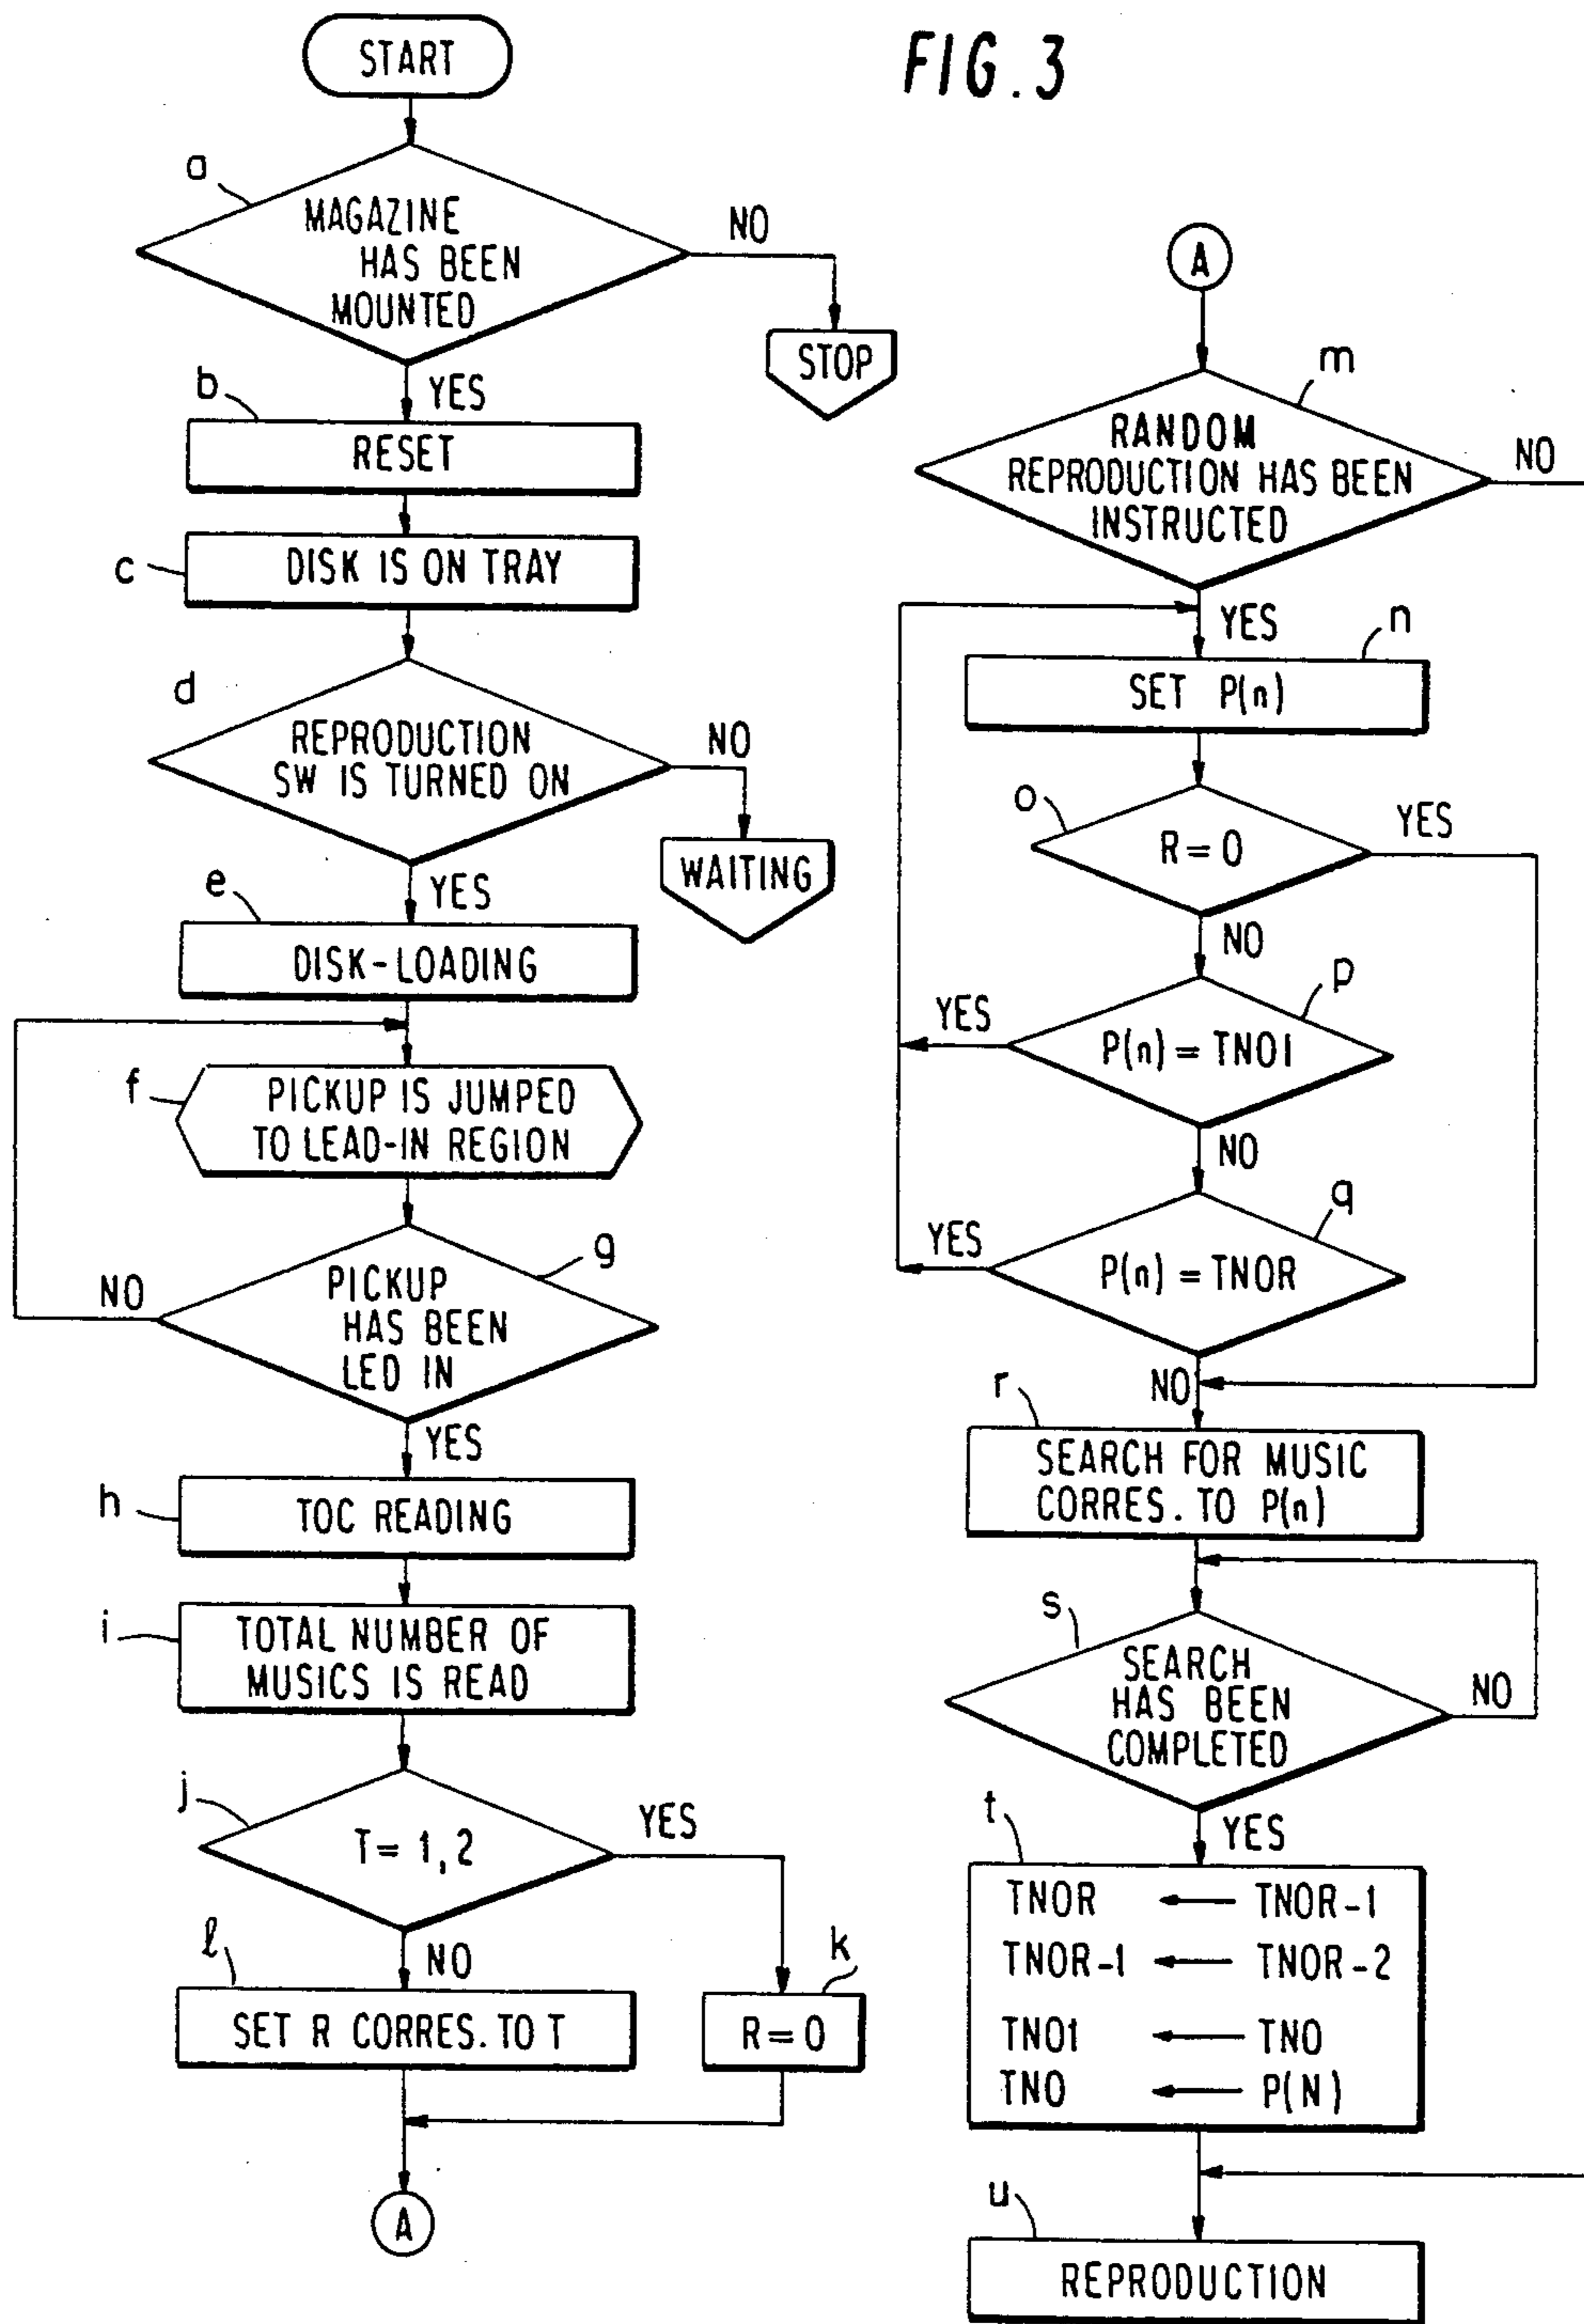 FIG. 3
START
a
MAGAZINE
HAS BEEN
MOUNTED
NO
STOP
YES
b
RESET
c
DISK IS ON TRAY
d
REPRODUCTION
SW IS TURNED ON
NO
WAITING
YES
e
DISK-LOADING
f
PICKUP IS JUMPED
TO LEAD-IN REGION
g
PICKUP
HAS BEEN
LED IN
NO
YES
h
TOC READING
i
TOTAL NUMBER OF
MUSICS IS READ
j
T = 1, 2
YES
NO
k
R = 0
ℓ
SET R CORRES. TO T
A
A
m
RANDOM
REPRODUCTION HAS BEEN
INSTRUCTED
NO
YES
n
SET P(n)
o
R = 0
YES
NO
p
P(n) = TNO1
YES
NO
q
P(n) = TNOR
YES
NO
r
SEARCH FOR MUSIC
CORRES. TO P(n)
s
SEARCH
HAS BEEN
COMPLETED
NO
YES
t
TNOR ← TNOR-1
TNOR-1 ← TNOR-2
TNO1 ← TNO
TNO ← P(N)
u
REPRODUCTION